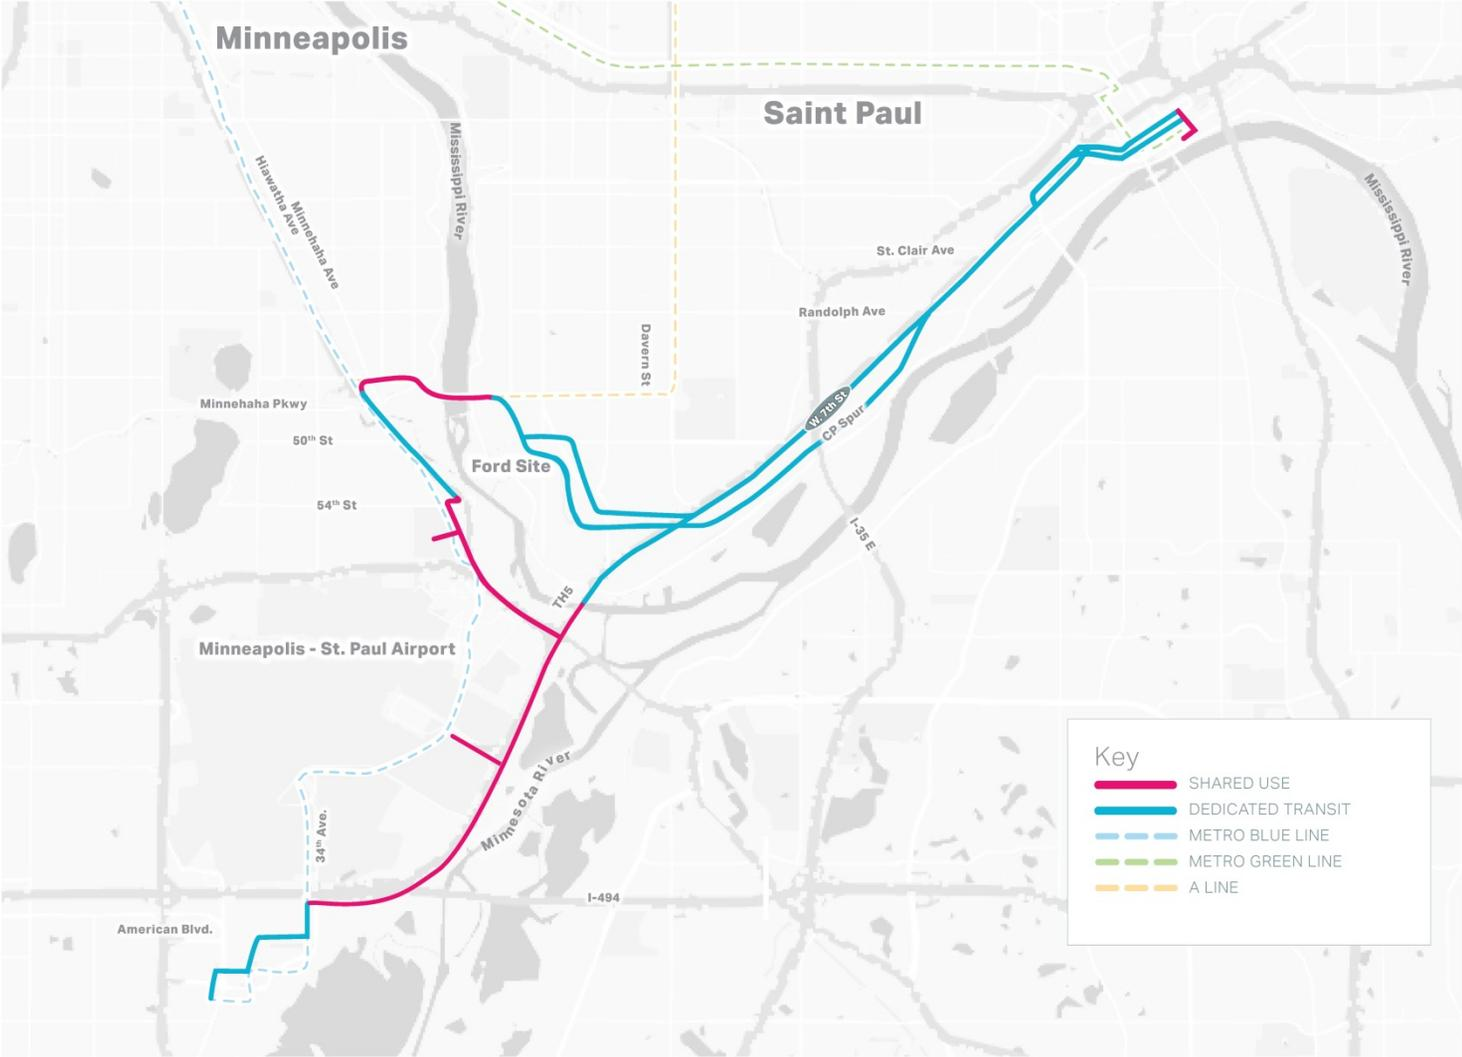 Minneapolis
Saint Paul
Mississippi River
Hiawatha Ave
Minnehaha Ave
Mississippi River
St. Clair Ave
Randolph Ave
Davern St
Minnehaha Pkwy
W. 7th St
CP Spur
50th St
Ford Site
54th St
I-35 E
TH5
Minneapolis - St. Paul Airport
Minnesota River
34th Ave.
I-494
American Blvd.
Key
SHARED USE
DEDICATED TRANSIT
METRO BLUE LINE
METRO GREEN LINE
A LINE